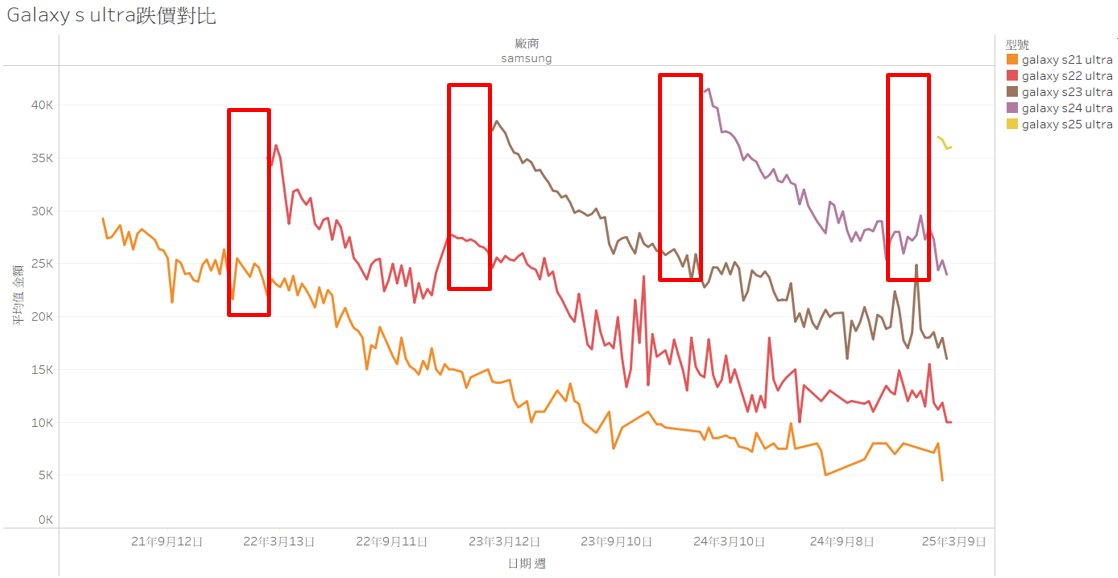 Galaxy s ultra跌價對比
廠商
samsung
型號
galaxy s21 ultra
galaxy s22 ultra
galaxy s23 ultra
galaxy s24 ultra
galaxy s25 ultra
40K
35K
30K
25K
20K
15K
10K
5K
0K
平均值 金額
21年9月12日
22年3月13日
22年9月11日
23年3月12日
23年9月10日
24年3月10日
24年9月8日
25年3月9日
日期 週